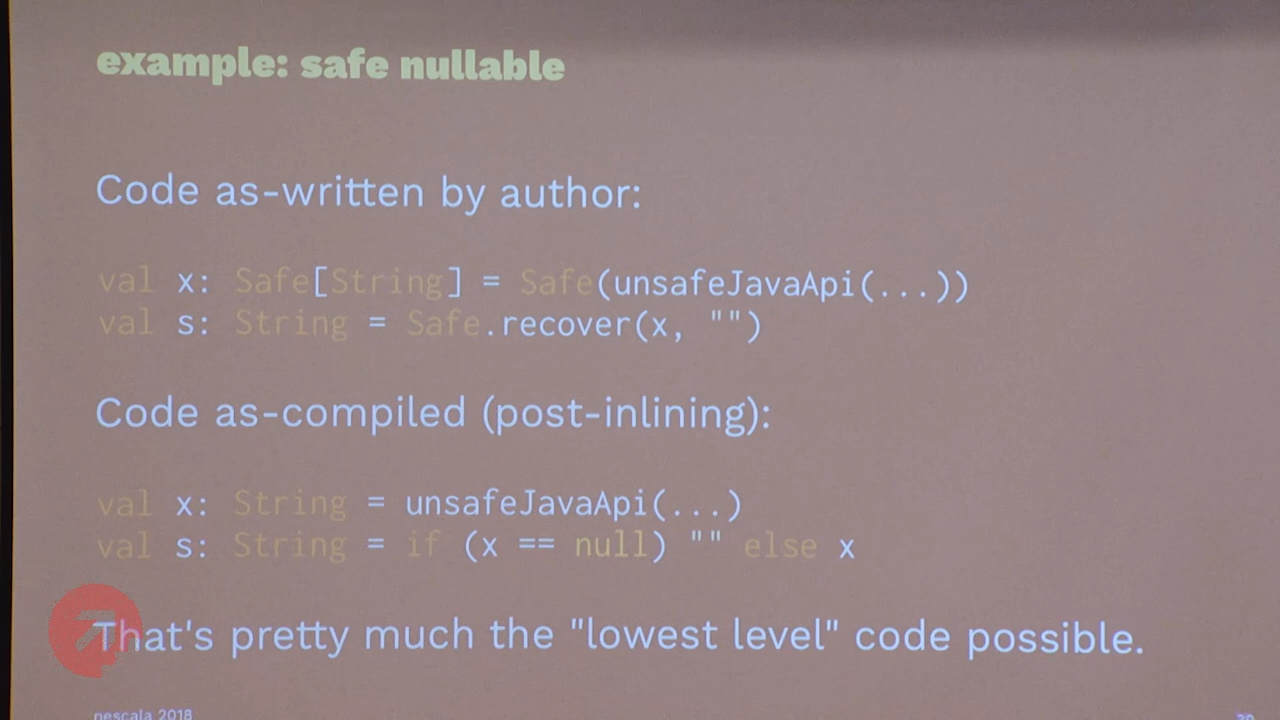 example: safe nullable
Code as-written by author:
val x: Safe[String] = Safe(unsafeJavaApi(...))
val s: String = Safe.recover(x, "")
Code as-compiled (post-inlining):
val x: String = unsafeJavaApi(...)
val s: String = if (x == null) "" else x
That's pretty much the "lowest level" code possible.
nescala 2018